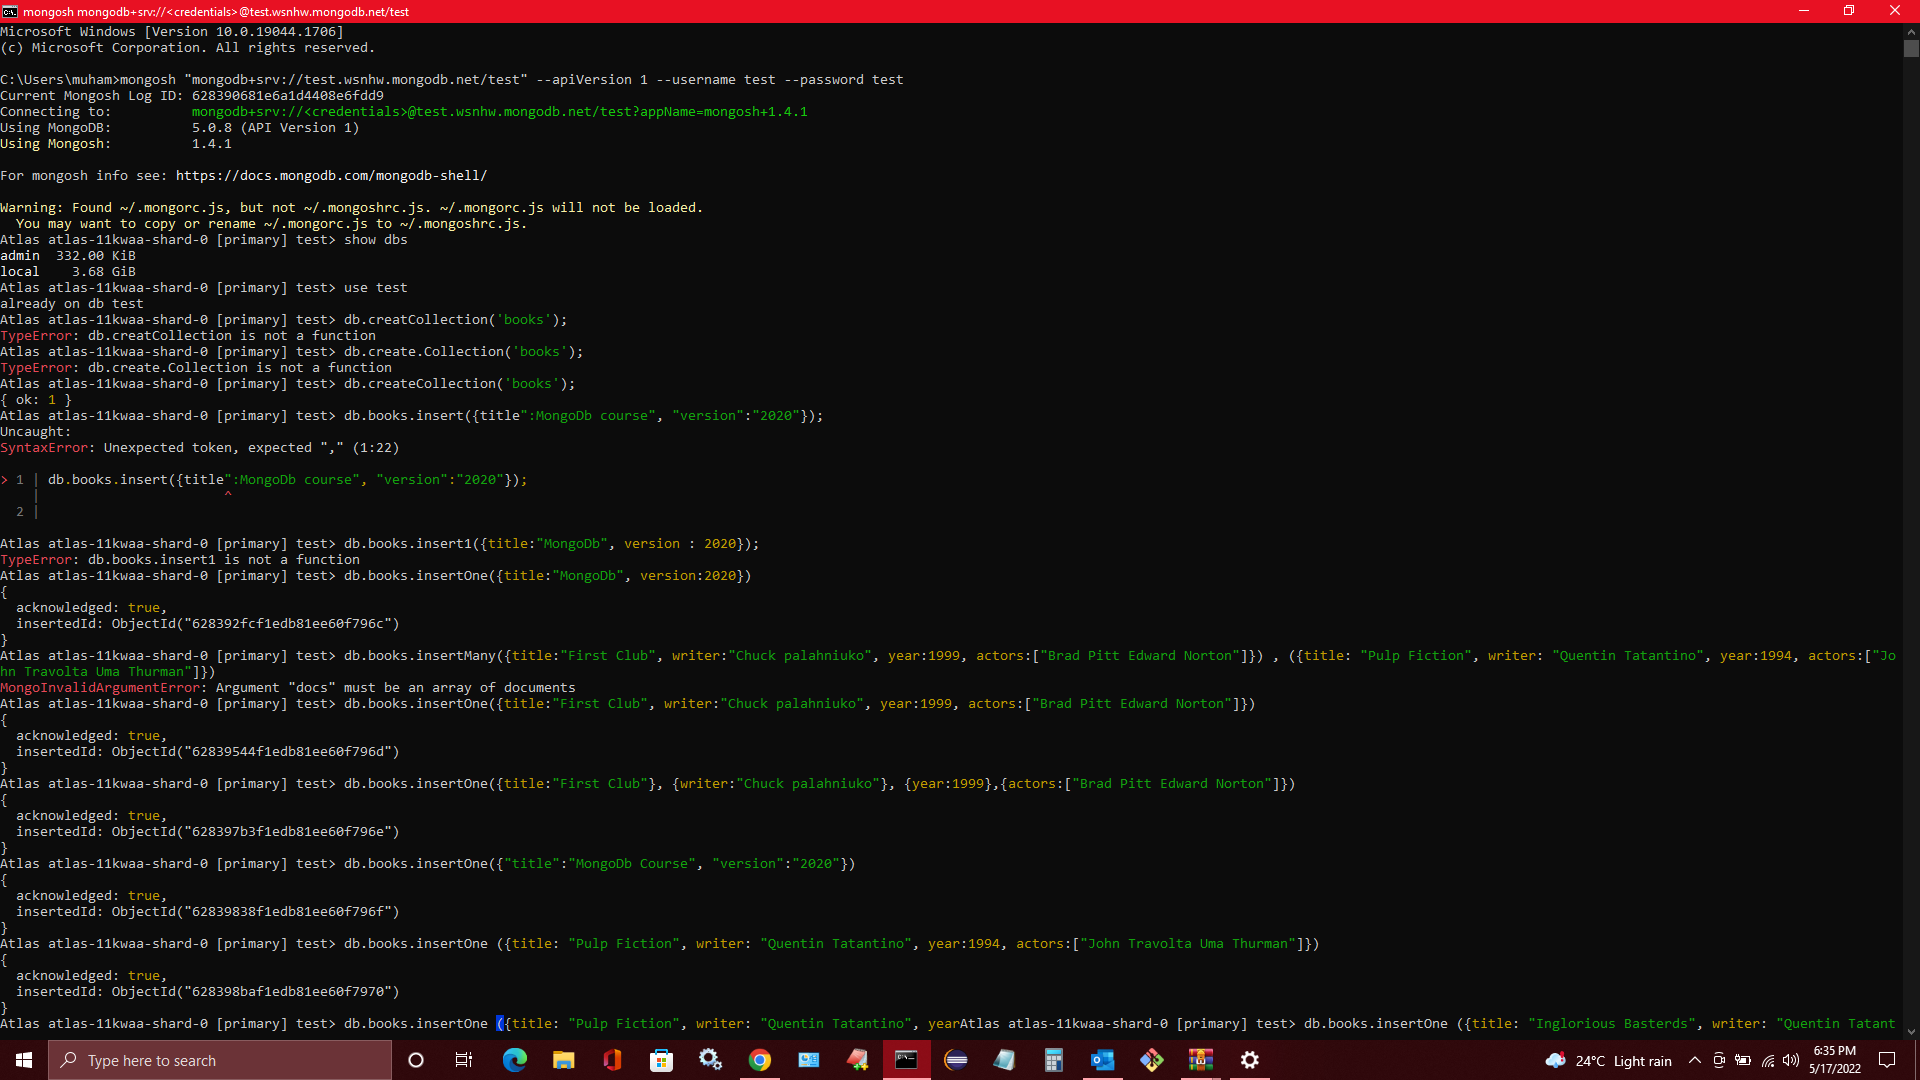 mongosh mongodb+srv://<credentials>@test.wsnhw.mongodb.net/test
Microsoft Windows [Version 10.0.19044.1706]
(c) Microsoft Corporation. All rights reserved.
C:\Users\muham>mongosh "mongodb+srv://test.wsnhw.mongodb.net/test" --apiVersion 1 --username test --password test
Current Mongosh Log ID: 628390681e6a1d4408e6fdd9
Connecting to:          mongodb+srv://<credentials>@test.wsnhw.mongodb.net/test?appName=mongosh+1.4.1
Using MongoDB:          5.0.8 (API Version 1)
Using Mongosh:          1.4.1
For mongosh info see: https://docs.mongodb.com/mongodb-shell/
Warning: Found ~/.mongorc.js, but not ~/.mongoshrc.js. ~/.mongorc.js will not be loaded.
  You may want to copy or rename ~/.mongorc.js to ~/.mongoshrc.js.
Atlas atlas-11kwaa-shard-0 [primary] test> show dbs
admin  332.00 KiB
local    3.68 GiB
Atlas atlas-11kwaa-shard-0 [primary] test> use test
already on db test
Atlas atlas-11kwaa-shard-0 [primary] test> db.creatCollection('books');
TypeError: db.creatCollection is not a function
Atlas atlas-11kwaa-shard-0 [primary] test> db.create.Collection('books');
TypeError: db.create.Collection is not a function
Atlas atlas-11kwaa-shard-0 [primary] test> db.createCollection('books');
{ ok: 1 }
Atlas atlas-11kwaa-shard-0 [primary] test> db.books.insert({title":MongoDb course", "version":"2020"});
Uncaught:
SyntaxError: Unexpected token, expected "," (1:22)
> 1 | db.books.insert({title":MongoDb course", "version":"2020"});
    |                       ^
  2 |
Atlas atlas-11kwaa-shard-0 [primary] test> db.books.insert1({title:"MongoDb", version : 2020});
TypeError: db.books.insert1 is not a function
Atlas atlas-11kwaa-shard-0 [primary] test> db.books.insertOne({title:"MongoDb", version:2020})
{
  acknowledged: true,
  insertedId: ObjectId("628392fcf1edb81ee60f796c")
}
Atlas atlas-11kwaa-shard-0 [primary] test> db.books.insertMany({title:"First Club", writer:"Chuck palahniuko", year:1999, actors:["Brad Pitt Edward Norton"]}) , ({title: "Pulp Fiction", writer: "Quentin Tatantino", year:1994, actors:["Jo
hn Travolta Uma Thurman"]})
MongoInvalidArgumentError: Argument "docs" must be an array of documents
Atlas atlas-11kwaa-shard-0 [primary] test> db.books.insertOne({title:"First Club", writer:"Chuck palahniuko", year:1999, actors:["Brad Pitt Edward Norton"]})
{
  acknowledged: true,
  insertedId: ObjectId("62839544f1edb81ee60f796d")
}
Atlas atlas-11kwaa-shard-0 [primary] test> db.books.insertOne({title:"First Club"}, {writer:"Chuck palahniuko"}, {year:1999},{actors:["Brad Pitt Edward Norton"]})
{
  acknowledged: true,
  insertedId: ObjectId("628397b3f1edb81ee60f796e")
}
Atlas atlas-11kwaa-shard-0 [primary] test> db.books.insertOne({"title":"MongoDb Course", "version":"2020"})
{
  acknowledged: true,
  insertedId: ObjectId("62839838f1edb81ee60f796f")
}
Atlas atlas-11kwaa-shard-0 [primary] test> db.books.insertOne ({title: "Pulp Fiction", writer: "Quentin Tatantino", year:1994, actors:["John Travolta Uma Thurman"]})
{
  acknowledged: true,
  insertedId: ObjectId("628398baf1edb81ee60f7970")
}
Atlas atlas-11kwaa-shard-0 [primary] test> db.books.insertOne ({title: "Pulp Fiction", writer: "Quentin Tatantino", yearAtlas atlas-11kwaa-shard-0 [primary] test> db.books.insertOne ({title: "Inglorious Basterds", writer: "Quentin Tatant
Type here to search
24°C Light rain
6:35 PM
5/17/2022